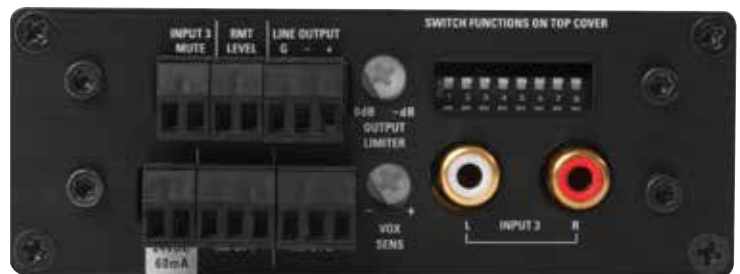 SWITCH FUNCTIONS ON TOP COVER
INPUT 3 RMT LINE OUTPUT
MUTE LEVEL G - +
1 2 3 4 5 6 7 8
0dB -dB
OUTPUT
LIMITER
- +
VOX
SENS
L INPUT 3 R
60mA